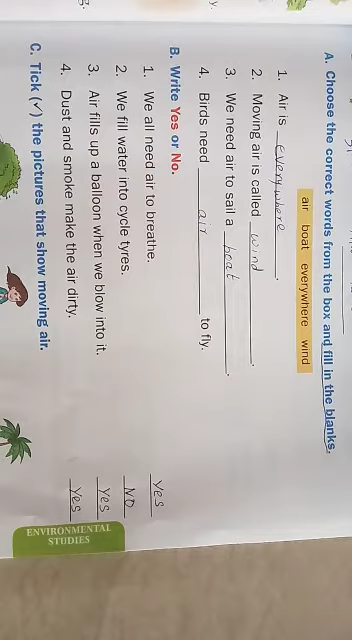 A. Choose the correct words from the box and fill in the blanks.
air boat everywhere wind
1. Air is everywhere.
2. Moving air is called wind.
3. We need air to sail a boat.
4. Birds need air to fly.
B. Write Yes or No.
1. We all need air to breathe. Yes
2. We fill water into cycle tyres. NO
3. Air fills up a balloon when we blow into it. Yes
4. Dust and smoke make the air dirty. Yes
C. Tick (✓) the pictures that show moving air.
ENVIRONMENTAL
STUDIES